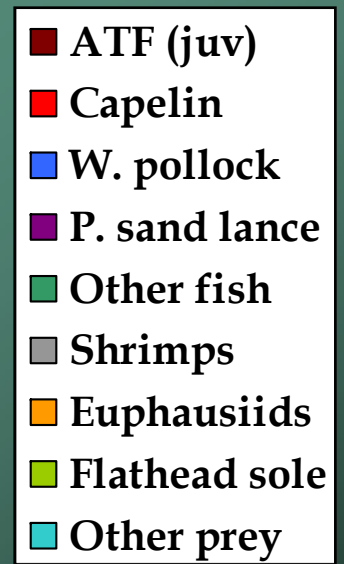 ATF (juv)
Capelin
W. pollock
P. sand lance
Other fish
Shrimps
Euphausiids
Flathead sole
Other prey